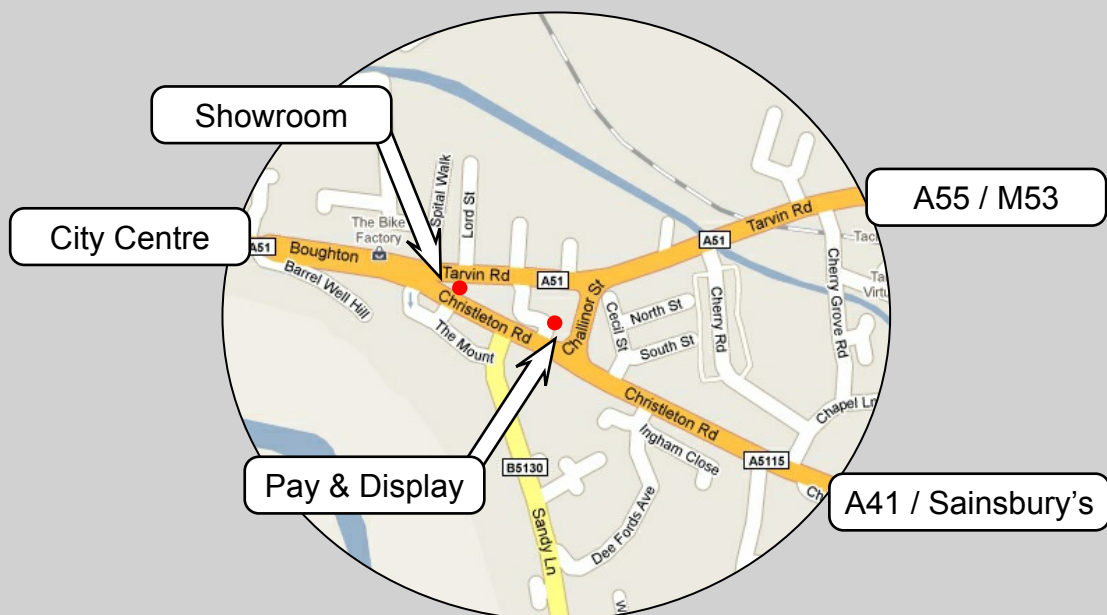 Showroom
City Centre
A55 / M53
Pay & Display
A41 / Sainsbury's
A51
Boughton
The Bike
Factory
Barrel Well Hill
Spital Walk
Lord St
Tarvin Rd
A51
Christleton Rd
The Mount
Challinor St
Cecil St
North St
South St
A51
Tarvin Rd
Cherry Rd
Cherry Grove Rd
Chapel Ln
Christleton Rd
Ingham Close
A5115
B5130
Sandy Ln
Dee Fords Ave